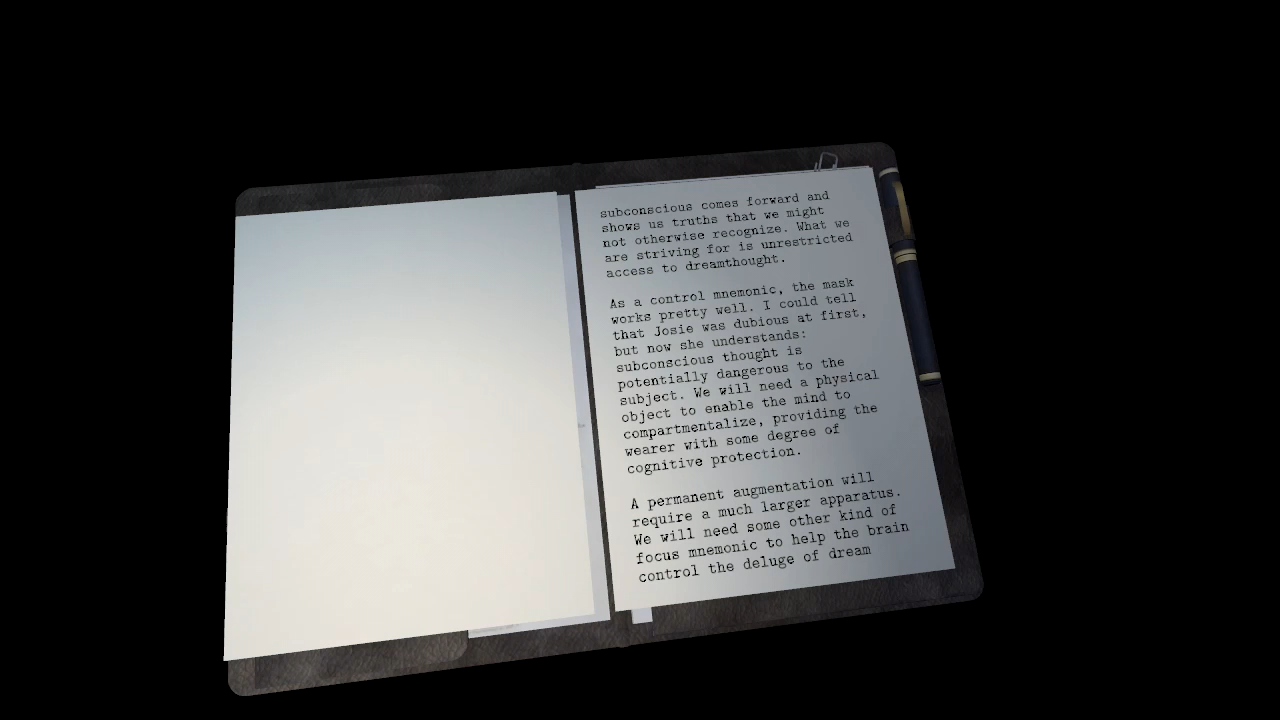 subconscious comes forward and
shows us truths that we might
not otherwise recognize. What we
are striving for is unrestricted
access to dreamthought.
As a control mnemonic, the mask
works pretty well. I could tell
that Josie was dubious at first,
but now she understands:
subconscious thought is
potentially dangerous to the
subject. We will need a physical
object to enable the mind to
compartmentalize, providing the
wearer with some degree of
cognitive protection.
A permanent augmentation will
require a much larger apparatus.
We will need some other kind of
focus mnemonic to help the brain
control the deluge of dream